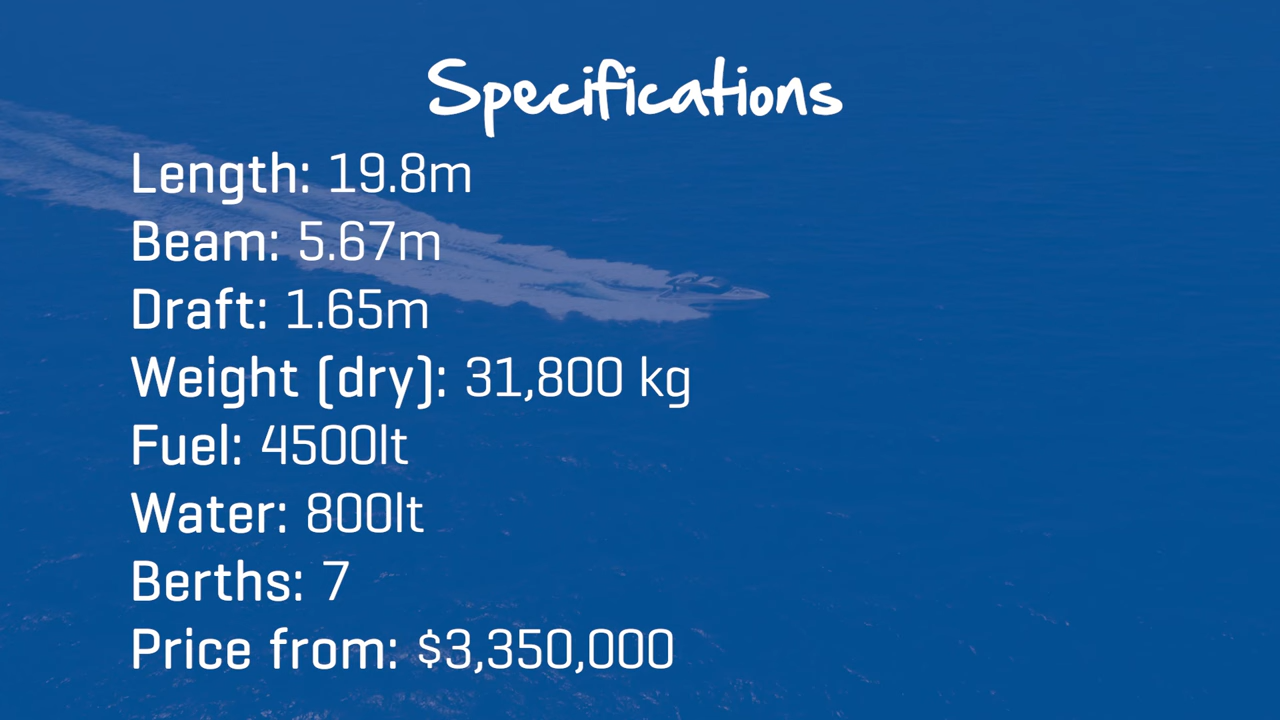 Specifications
Length: 19.8m
Beam: 5.67m
Draft: 1.65m
Weight (dry): 31,800 kg
Fuel: 4500lt
Water: 800lt
Berths: 7
Price from: $3,350,000